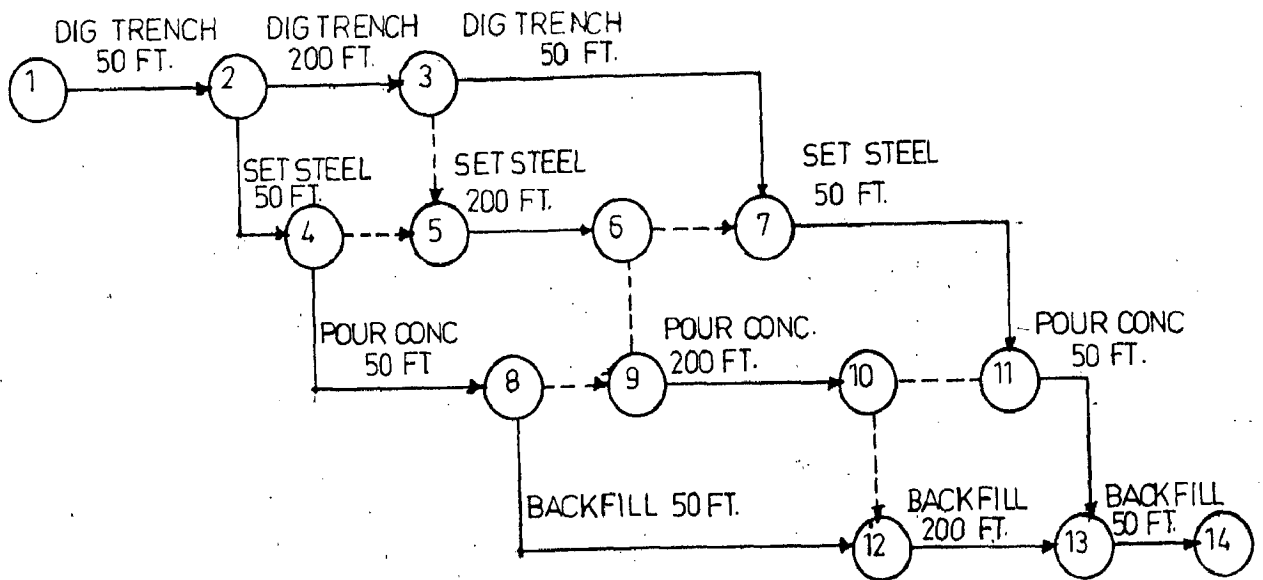 DIG TRENCH
50 FT.
DIG TRENCH
200 FT.
DIG TRENCH
50 FT.
1
2
3
SET STEEL
50 FT.
SET STEEL
200 FT.
SET STEEL
50 FT.
4
5
6
7
POUR CONC
50 FT
POUR CONC.
200 FT.
POUR CONC
50 FT.
8
9
10
11
BACKFILL 50 FT.
BACKFILL
200 FT.
BACKFILL
50 FT.
12
13
14